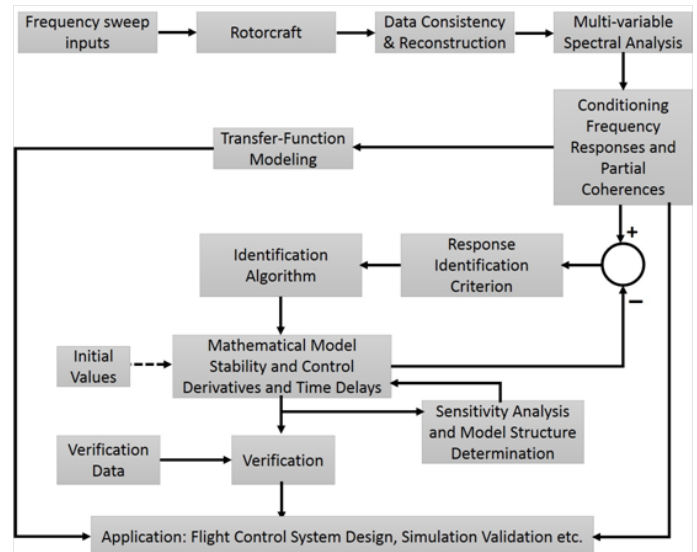 Frequency sweep
inputs
Rotorcraft
Data Consistency
& Reconstruction
Multi-variable
Spectral Analysis
Conditioning
Frequency
Responses and
Partial
Coherences
Transfer-Function
Modeling
+
Identification
Algorithm
Response
Identification
Criterion
−
Initial
Values
Mathematical Model
Stability and Control
Derivatives and Time Delays
Sensitivity Analysis
and Model Structure
Determination
Verification
Data
Verification
Application: Flight Control System Design, Simulation Validation etc.